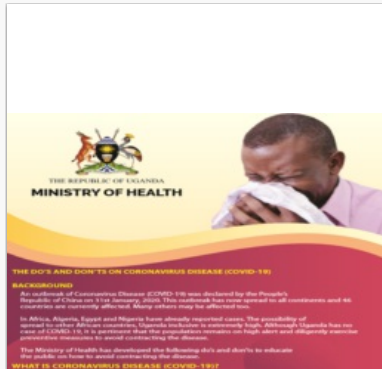 THE REPUBLIC OF UGANDA
MINISTRY OF HEALTH
THE DO'S AND DON'TS ON CORONAVIRUS DISEASE (COVID-19)
BACKGROUND
An outbreak of Coronavirus Disease (COVID-19) was declared by the People's
Republic of China on 31st January, 2020. This outbreak has now spread to all continents and 46
countries are currently affected. Many others may be affected too.
In Africa, Algeria, Egypt and Nigeria have already reported cases. The possibility of
spread to other African countries, Uganda inclusive is extremely high. Although Uganda has no
case of COVID-19, it is pertinent that the population remains on high alert and diligently exercise
preventive measures to avoid contracting the disease.
The Ministry of Health has developed the following do's and don'ts to educate
the public on how to avoid contracting the disease.
WHAT IS CORONAVIRUS DISEASE (COVID-19)?